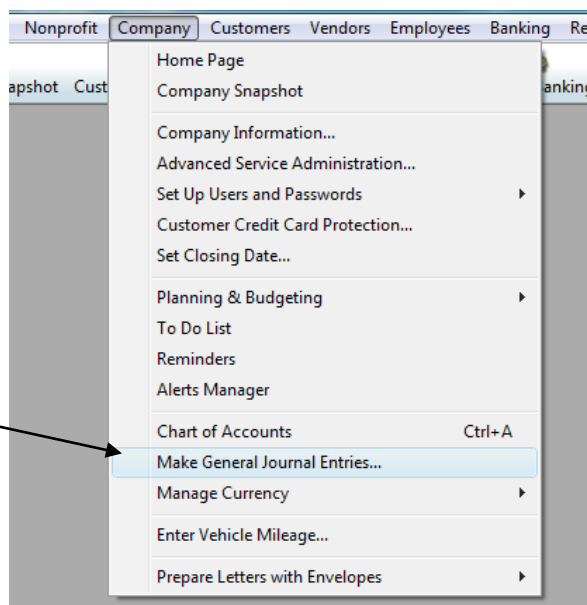 Nonprofit Company Customers Vendors Employees Banking Re
apshot Cust anking
Home Page
Company Snapshot
Company Information...
Advanced Service Administration...
Set Up Users and Passwords
Customer Credit Card Protection...
Set Closing Date...
Planning & Budgeting
To Do List
Reminders
Alerts Manager
Chart of Accounts Ctrl+A
Make General Journal Entries...
Manage Currency
Enter Vehicle Mileage...
Prepare Letters with Envelopes